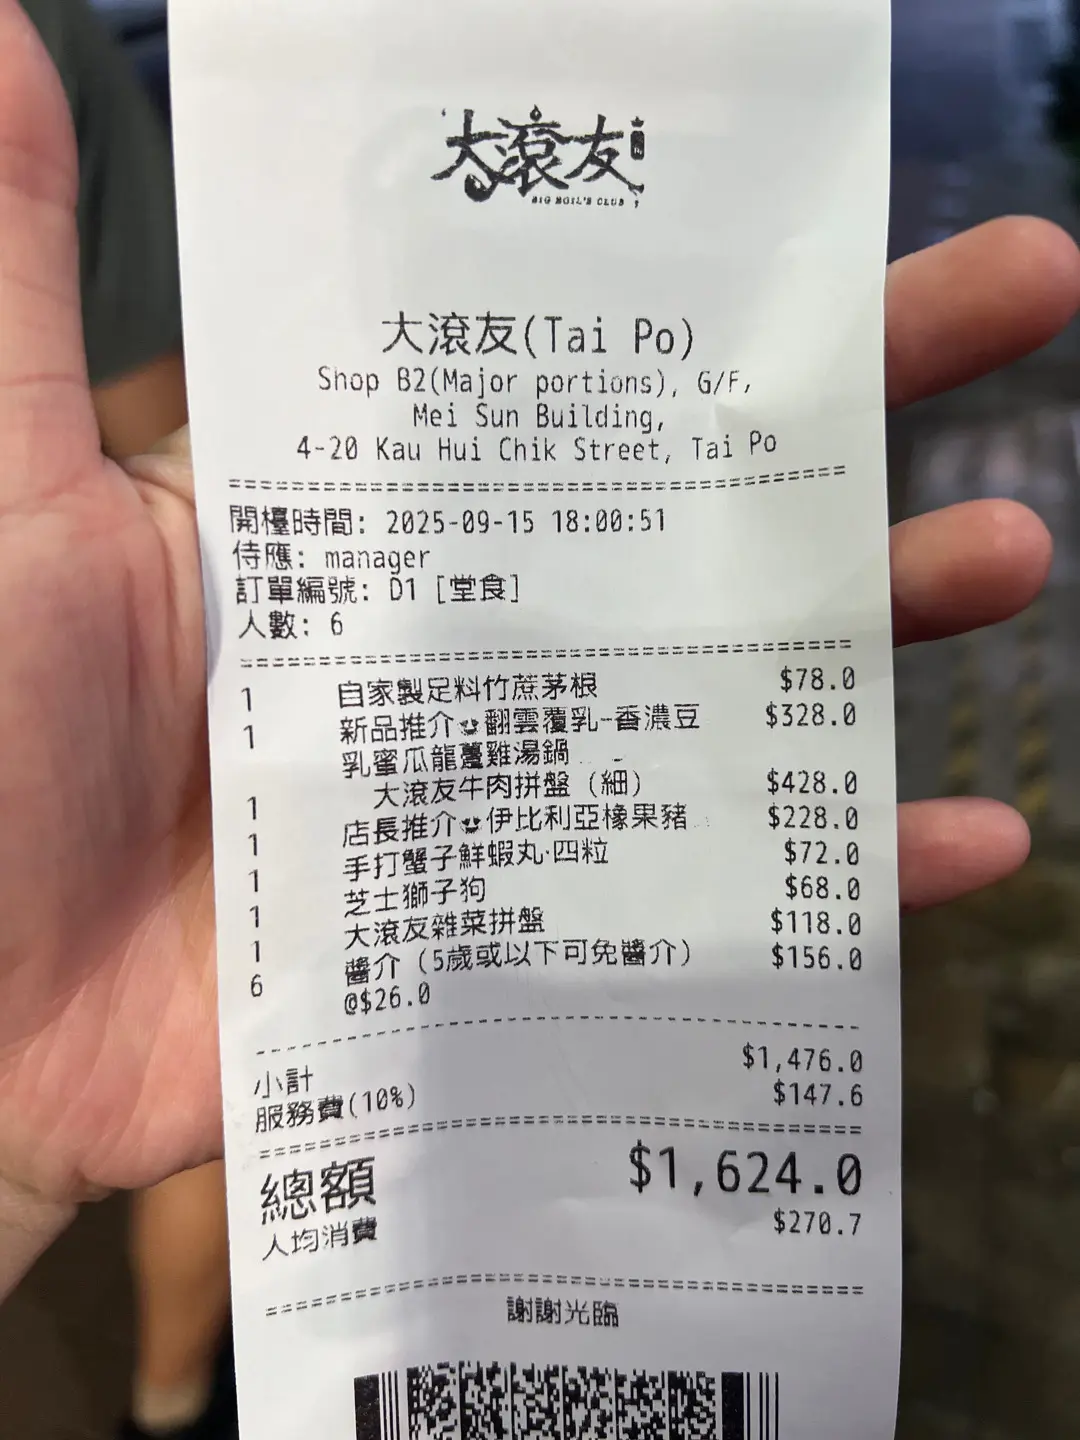 大滾友
BIG BOIL'S CLUB
大滾友(Tai Po)
Shop B2(Major portions), G/F,
Mei Sun Building,
4-20 Kau Hui Chik Street, Tai Po
開檯時間: 2025-09-15 18:00:51
侍應: manager
訂單編號: D1 [堂食]
人數: 6
1 自家製足料竹蔗茅根 $78.0
1 新品推介 翻雲覆乳-香濃豆 $328.0
乳蜜瓜龍躉雞湯鍋
1 大滾友牛肉拼盤 (細) $428.0
1 店長推介 伊比利亞橡果豬 $228.0
1 手打蟹子鮮蝦丸·四粒 $72.0
1 芝士獅子狗 $68.0
1 大滾友雜菜拼盤 $118.0
6 醬介 (5歲或以下可免醬介) $156.0
@$26.0
小計 $1,476.0
服務費(10%) $147.6
總額 $1,624.0
人均消費 $270.7
謝謝光臨